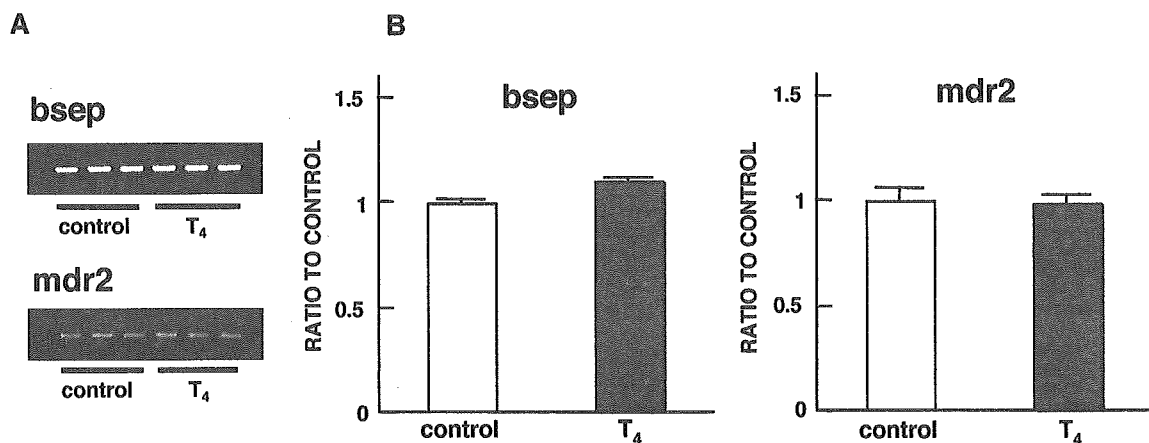 A
bsep
control T4
mdr2
control T4
B
bsep
RATIO TO CONTROL
1.5
1
0.5
0
control T4
mdr2
RATIO TO CONTROL
1.5
1
0.5
0
control T4